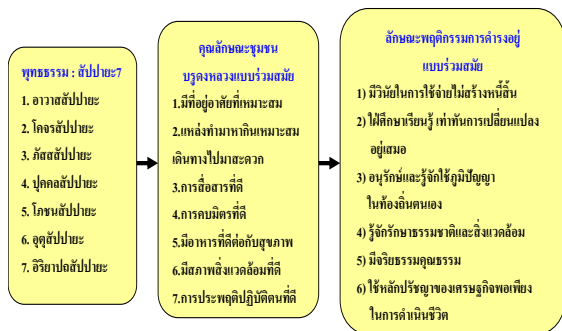 พุทธธรรม : สัปปายะ7
1. อาวาสสัปปายะ
2. โคจรสัปปายะ
3. ภัสสสัปปายะ
4. ปุคคลสัปปายะ
5. โภชนสัปปายะ
6. อุตุสัปปายะ
7. อิริยาปถสัปปายะ
คุณลักษณะชุมชน
บรูดงหลวงแบบร่วมสมัย
1.มีที่อยู่อาศัยที่เหมาะสม
2.แหล่งทำมาหากินเหมาะสม
เดินทางไปมาสะดวก
3.การสื่อสารที่ดี
4.การคบมิตรที่ดี
5.มีอาหารที่ดีต่อกับสุขภาพ
6.มีสภาพสิ่งแวดล้อมที่ดี
7.การประพฤติปฏิบัติตนที่ดี
ลักษณะพฤติกรรมการดำรงอยู่
แบบร่วมสมัย
1) มีวินัยในการใช้จ่ายไม่สร้างหนี้สิ้น
2) ใฝ่ศึกษาเรียนรู้ เท่าทันการเปลี่ยนแปลง
อยู่เสมอ
3) อนุรักษ์และรู้จักใช้ภูมิปัญญา
ในท้องถิ่นตนเอง
4) รู้จักรักษาธรรมชาติและสิ่งแวดล้อม
5) มีจริยธรรมคุณธรรม
6) ใช้หลักปรัชญาของเศรษฐกิจพอเพียง
ในการดำเนินชีวิต